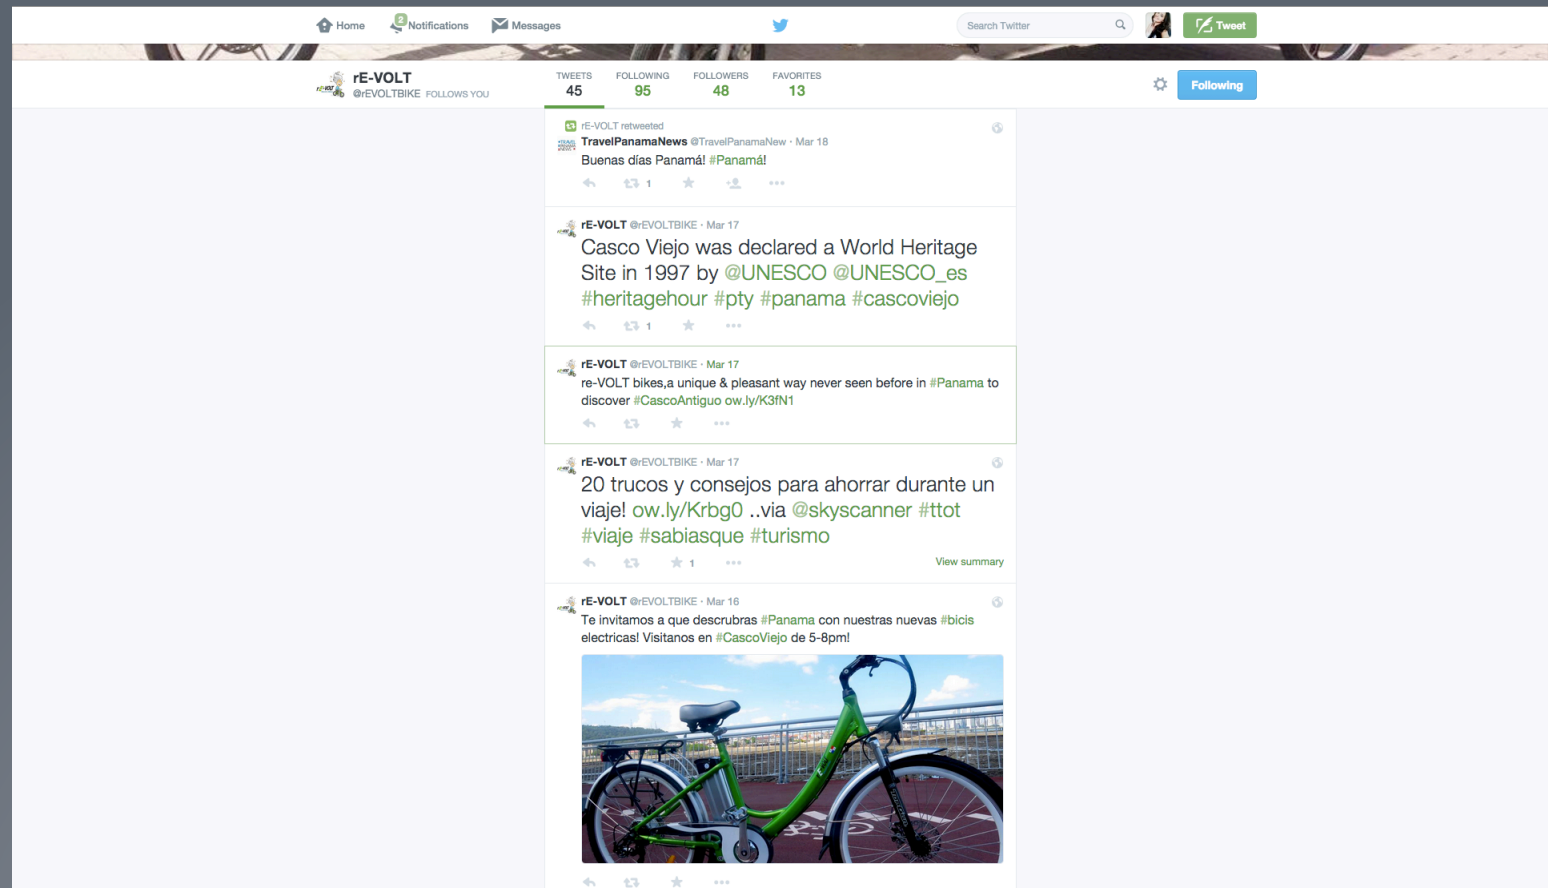 Home
2
Notifications
Messages
Search Twitter
Tweet
rE-VOLT
@rEVOLTBIKE FOLLOWS YOU
TWEETS
45
FOLLOWING
95
FOLLOWERS
48
FAVORITES
13
Following
rE-VOLT retweeted
TravelPanamaNews @TravelPanamaNew · Mar 18
Buenas días Panamá! #Panamá!
1
rE-VOLT @rEVOLTBIKE · Mar 17
Casco Viejo was declared a World Heritage
Site in 1997 by @UNESCO @UNESCO_es
#heritagehour #pty #panama #cascoviejo
1
rE-VOLT @rEVOLTBIKE · Mar 17
re-VOLT bikes,a unique & pleasant way never seen before in #Panama to
discover #CascoAntiguo ow.ly/K3fN1
rE-VOLT @rEVOLTBIKE · Mar 17
20 trucos y consejos para ahorrar durante un
viaje! ow.ly/Krbg0 ..via @skyscanner #ttot
#viaje #sabiasque #turismo
1
View summary
rE-VOLT @rEVOLTBIKE · Mar 16
Te invitamos a que descrubras #Panama con nuestras nuevas #bicis
electricas! Visitanos en #CascoViejo de 5-8pm!